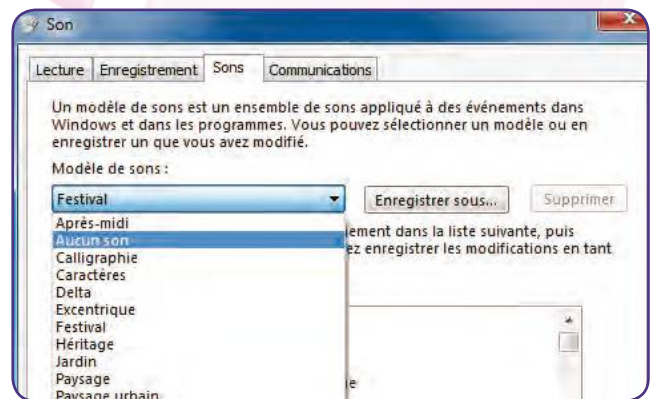 Son
Lecture Enregistrement Sons Communications
Un modèle de sons est un ensemble de sons appliqué à des événements dans
Windows et dans les programmes. Vous pouvez sélectionner un modèle ou en
enregistrer un que vous avez modifié.
Modèle de sons :
Festival Enregistrer sous... Supprimer
Après-midi
Aucun son
Calligraphie
Caractères
Delta
Excentrique
Festival
Héritage
Jardin
Paysage
Paysage urbain
ement dans la liste suivante, puis
ez enregistrer les modifications en tant